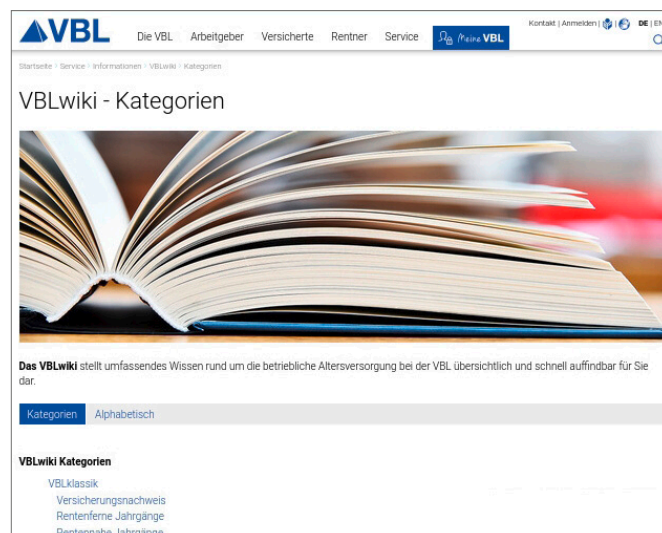 VBL
Kontakt | Anmelden | DE | EN
Die VBL Arbeitgeber Versicherte Rentner Service Meine VBL
Startseite › Service › Informationen › VBLwiki › Kategorien
VBLwiki - Kategorien
Das VBLwiki stellt umfassendes Wissen rund um die betriebliche Altersversorgung bei der VBL übersichtlich und schnell auffindbar für Sie
dar.
Kategorien Alphabetisch
VBLwiki Kategorien
VBLklassik
Versicherungsnachweis
Rentenferne Jahrgänge
Rentennahe Jahrgänge